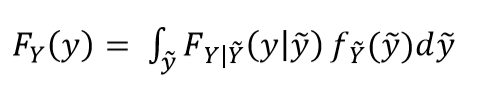 F_Y(y) = ∫_ỹ F_{Y|Ỹ}(y|ỹ) f_Ỹ(ỹ)dỹ